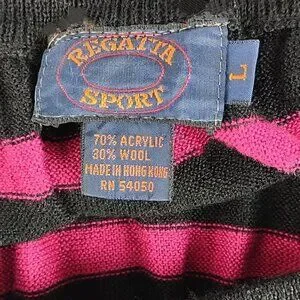 REGATTA
SPORT
L
70% ACRYLIC
30% WOOL
MADE IN HONG KONG
RN 54050